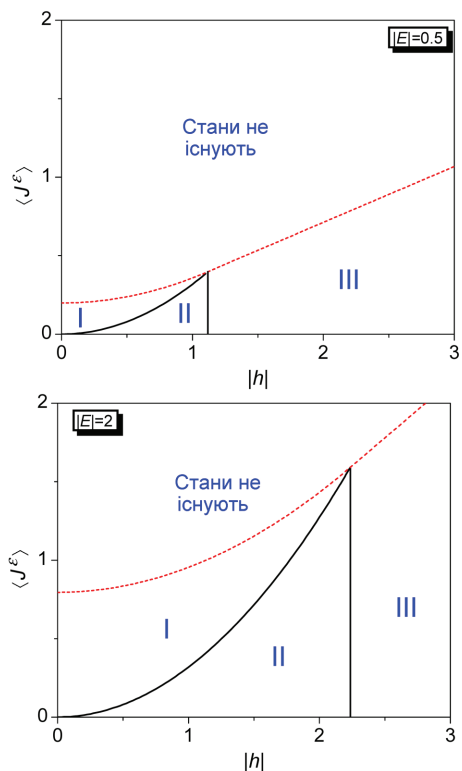 2
|E|=0.5
Стани не
існують
⟨J^ε⟩
1
III
I
II
0
0
1
2
3
|h|
2
|E|=2
Стани не
існують
⟨J^ε⟩
1
I
III
II
0
0
1
2
3
|h|